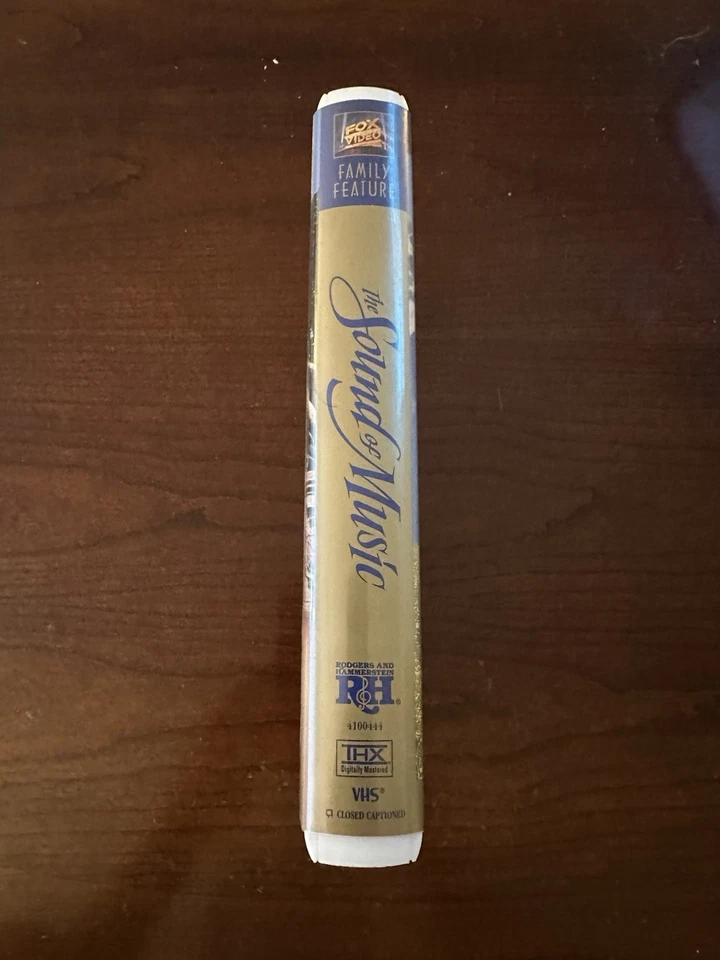 FOX
VIDEO
FAMILY
FEATURE
The Sound of Music
RODGERS AND
HAMMERSTEIN
R&H®
4100444
THX
Digitally Mastered
VHS®
CLOSED CAPTIONED